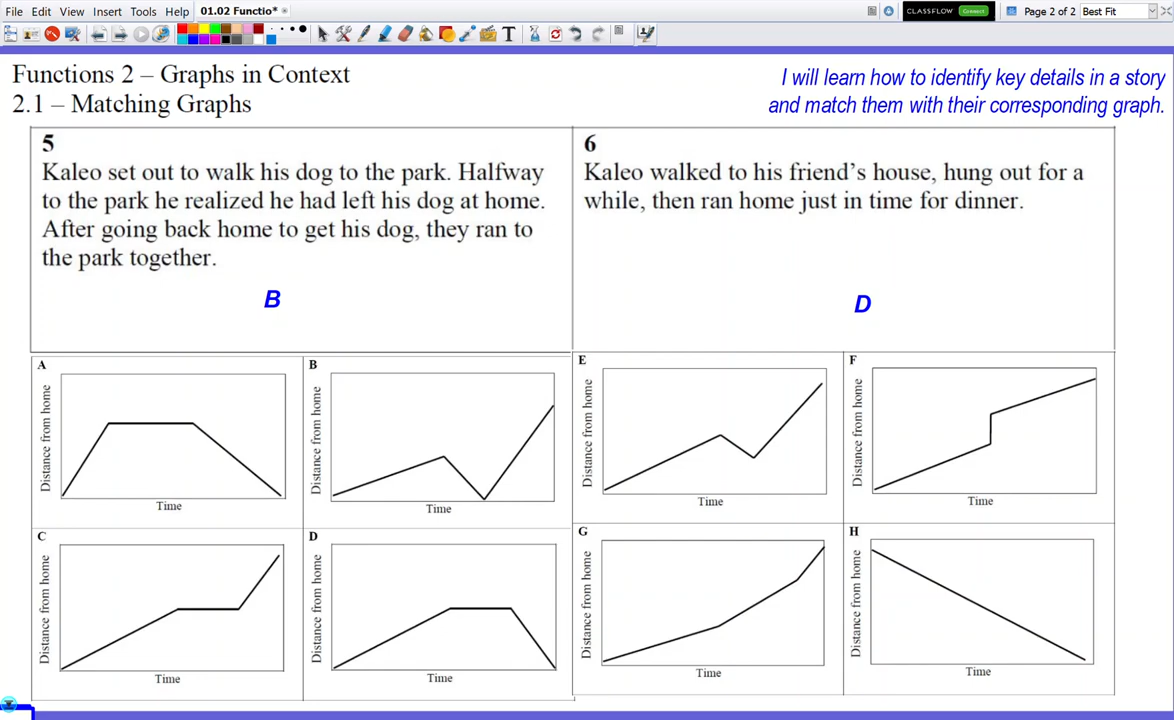 File Edit View Insert Tools Help 01.02 Functio* CLASSFLOW Connect Page 2 of 2 Best Fit
Functions 2 – Graphs in Context
2.1 – Matching Graphs
I will learn how to identify key details in a story
and match them with their corresponding graph.
5
Kaleo set out to walk his dog to the park. Halfway
to the park he realized he had left his dog at home.
After going back home to get his dog, they ran to
the park together.
B
6
Kaleo walked to his friend's house, hung out for a
while, then ran home just in time for dinner.
D
A
Distance from home
Time
B
Distance from home
Time
E
Distance from home
Time
F
Distance from home
Time
C
Distance from home
Time
D
Distance from home
Time
G
Distance from home
Time
H
Distance from home
Time